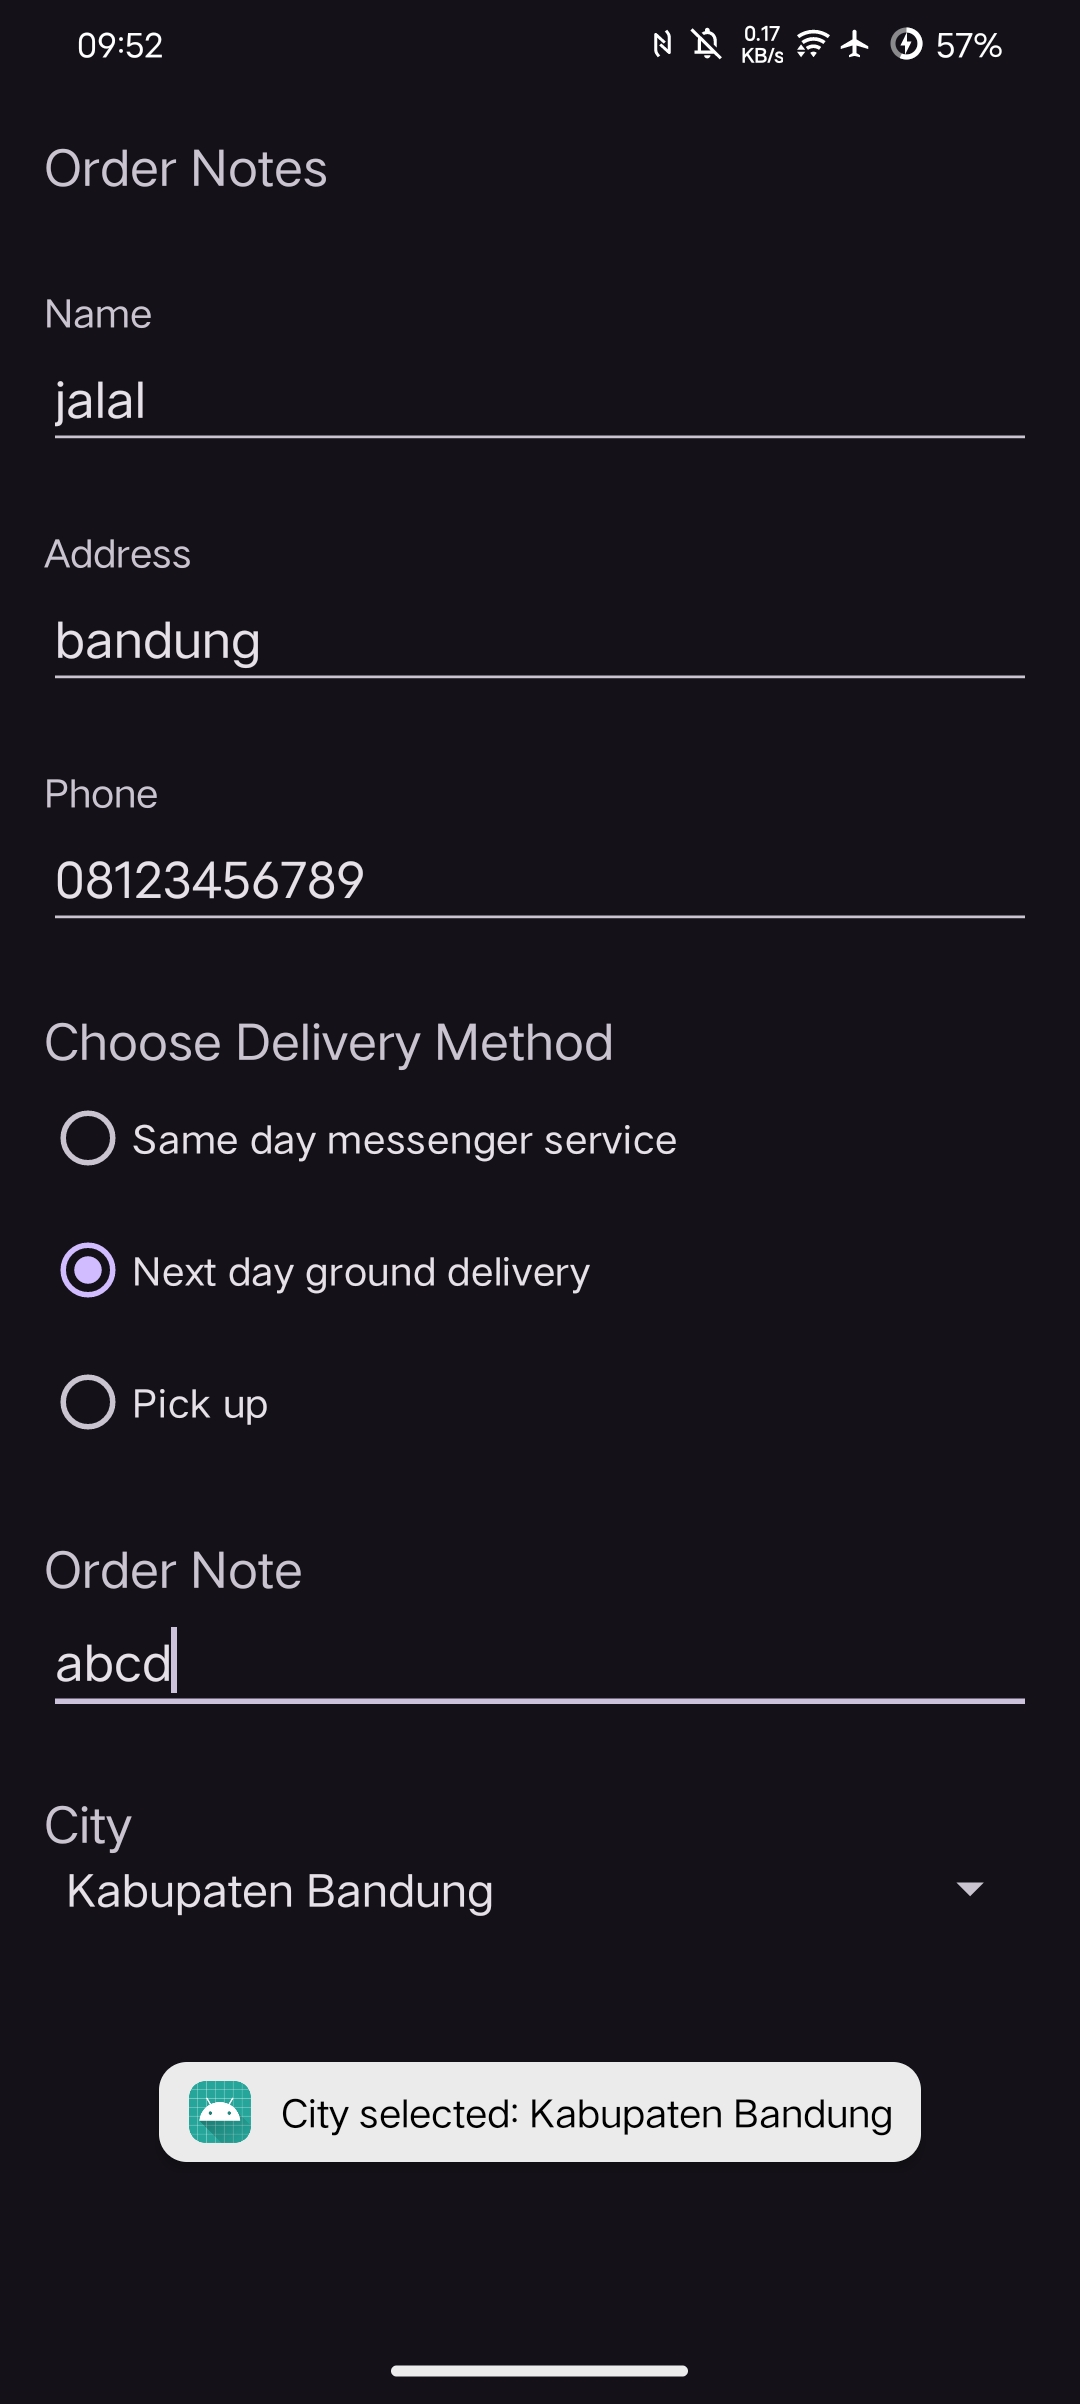 09:52
0.17
KB/s
57%
Order Notes
Name
jalal
Address
bandung
Phone
08123456789
Choose Delivery Method
Same day messenger service
Next day ground delivery
Pick up
Order Note
abcd
City
Kabupaten Bandung
City selected: Kabupaten Bandung